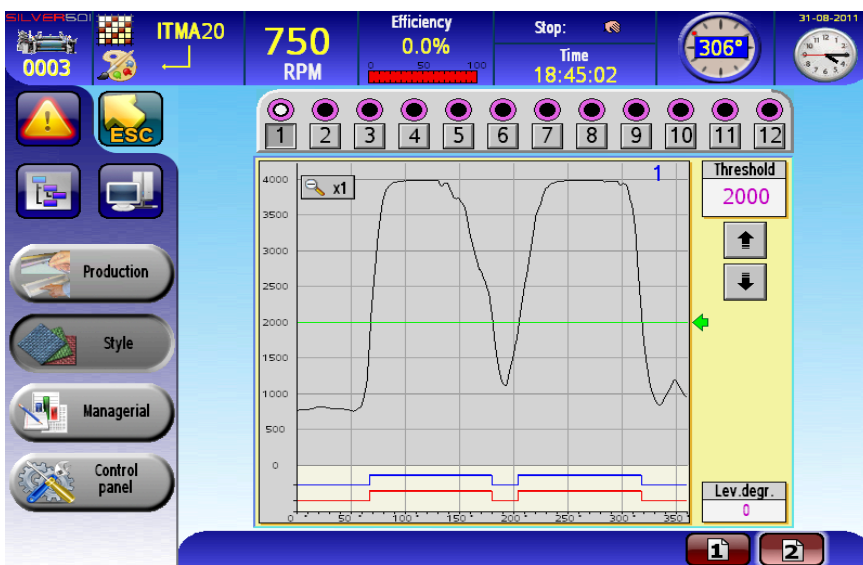 SILVER501
0003
ITMA20
750
RPM
Efficiency
0.0%
0 50 100
Stop:
Time
18:45:02
306°
31-08-2011
ESC
1 2 3 4 5 6 7 8 9 10 11 12
Production
Style
Managerial
Control
panel
x1
1
4000
3500
3000
2500
2000
1500
1000
500
0
0 50° 100° 150° 200° 250° 300° 350°
Threshold
2000
Lev.degr.
0
1 2